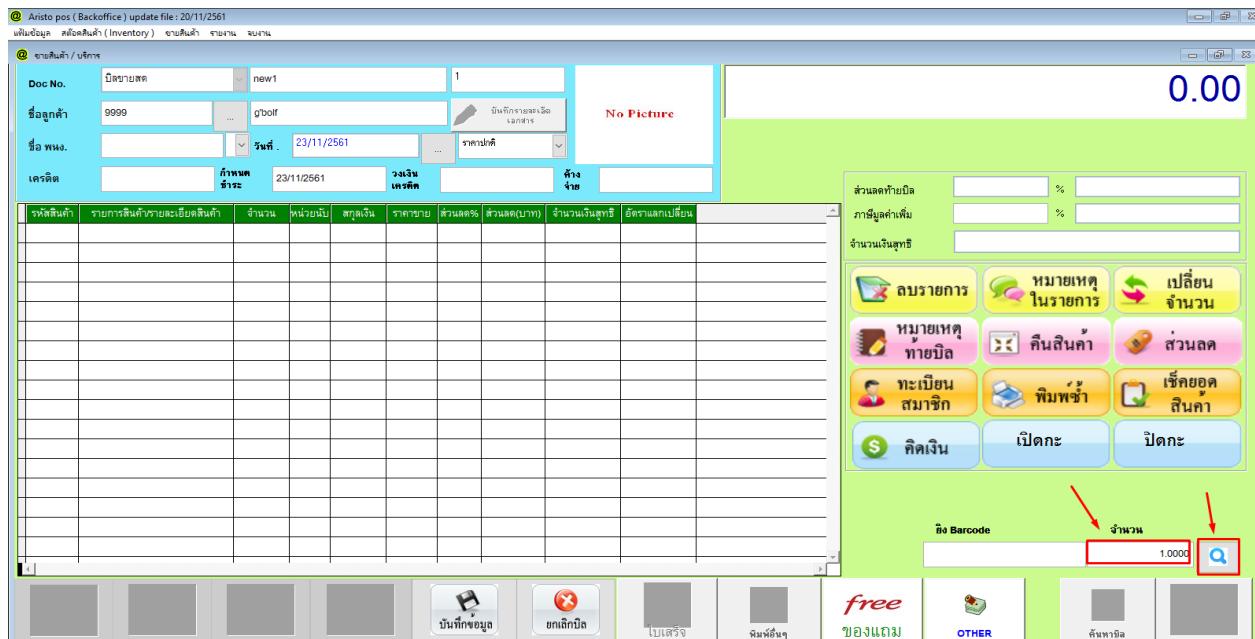 Aristo pos ( Backoffice ) update file : 20/11/2561
แฟ้มข้อมูล สต๊อคสินค้า ( Inventory ) ขายสินค้า รายงาน จบงาน
ขายสินค้า / บริการ
Doc No. บิลขายสด new1 1
0.00
ชื่อลูกค้า 9999 ... g'bolf บันทึกรายละเอียด
เอกสาร
No Picture
ชื่อ พนง. วันที่ . 23/11/2561 ... ราคาปกติ
เครดิต กำหนด
ชำระ 23/11/2561 วงเงิน
เครดิต ค้าง
จ่าย
ส่วนลดท้ายบิล %
ภาษีมูลค่าเพิ่ม %
จำนวนเงินสุทธิ
รหัสสินค้า รายการสินค้า/รายละเอียดสินค้า จำนวน หน่วยนับ สกุลเงิน ราคาขาย ส่วนลด% ส่วนลด(บาท) จำนวนเงินสุทธิ อัตราแลกเปลี่ยน
ลบรายการ
หมายเหตุ
ในรายการ
เปลี่ยน
จำนวน
หมายเหตุ
ท้ายบิล
คืนสินค้า
ส่วนลด
ทะเบียน
สมาชิก
พิมพ์ซ้ำ
เช็คยอด
สินค้า
คิดเงิน
เปิดกะ
ปิดกะ
ยิง Barcode จำนวน
1.0000
บันทึกข้อมูล
ยกเลิกบิล
ใบเสร็จ
พิมพ์อื่นๆ
free
ของแถม
OTHER
ค้นหาบิล